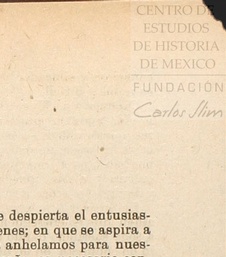 CENTRO DE
ESTUDIOS
DE HISTORIA
DE MEXICO
FUNDACIÓN
Carlos Slim
despierta el entusias-
enes; en que se aspira a
anhelamos para nues-